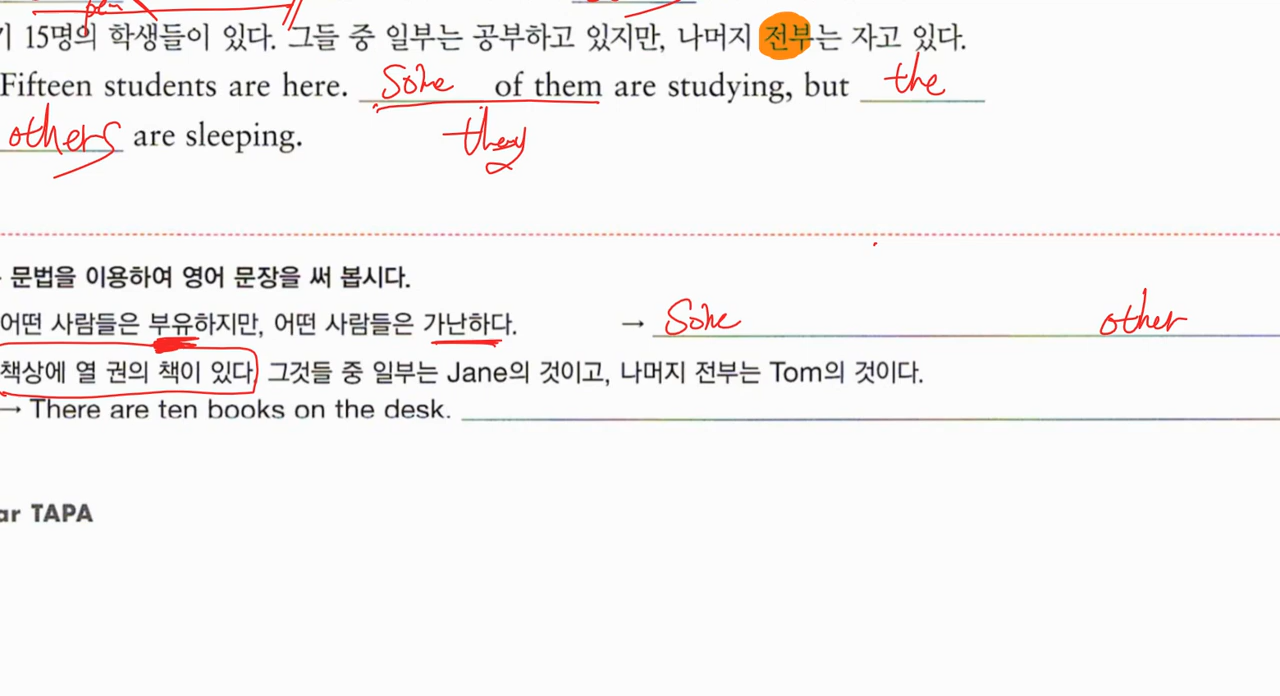 pen
15명의 학생들이 있다. 그들 중 일부는 공부하고 있지만, 나머지 전부는 자고 있다.
Fifteen students are here. Some of them are studying, but the
others are sleeping.
they
문법을 이용하여 영어 문장을 써 봅시다.
어떤 사람들은 부유하지만, 어떤 사람들은 가난하다. → Some other
책상에 열 권의 책이 있다. 그것들 중 일부는 Jane의 것이고, 나머지 전부는 Tom의 것이다.
→ There are ten books on the desk.
ar TAPA